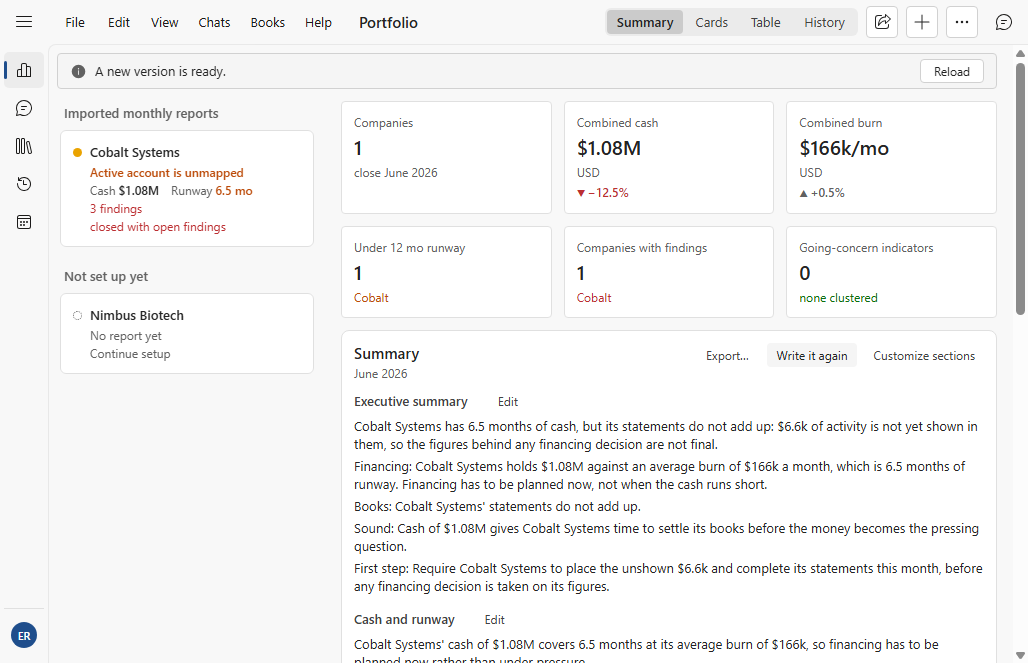 File Edit View Chats Books Help Portfolio Summary Cards Table History
A new version is ready. Reload
Imported monthly reports
Cobalt Systems
Active account is unmapped
Cash $1.08M Runway 6.5 mo
3 findings
closed with open findings
Not set up yet
Nimbus Biotech
No report yet
Continue setup
ER
Companies
1
close June 2026
Combined cash
$1.08M
USD
▼ −12.5%
Combined burn
$166k/mo
USD
▲ +0.5%
Under 12 mo runway
1
Cobalt
Companies with findings
1
Cobalt
Going-concern indicators
0
none clustered
Summary
June 2026
Export... Write it again Customize sections
Executive summary Edit
Cobalt Systems has 6.5 months of cash, but its statements do not add up: $6.6k of activity is not yet shown in
them, so the figures behind any financing decision are not final.
Financing: Cobalt Systems holds $1.08M against an average burn of $166k a month, which is 6.5 months of
runway. Financing has to be planned now, not when the cash runs short.
Books: Cobalt Systems' statements do not add up.
Sound: Cash of $1.08M gives Cobalt Systems time to settle its books before the money becomes the pressing
question.
First step: Require Cobalt Systems to place the unshown $6.6k and complete its statements this month, before
any financing decision is taken on its figures.
Cash and runway Edit
Cobalt Systems' cash of $1.08M covers 6.5 months at its average burn of $166k, so financing has to be
planned now rather than under pressure.